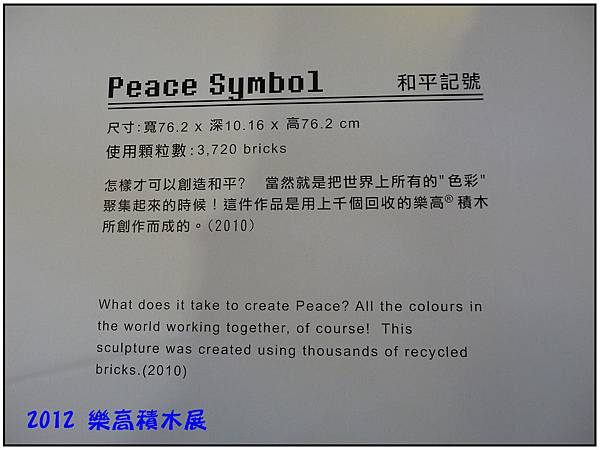 Peace Symbol 和平記號
尺寸:寬76.2 x 深10.16 x 高76.2 cm
使用顆粒數:3,720 bricks
怎樣才可以創造和平? 當然就是把世界上所有的"色彩"
聚集起來的時候！這件作品是用上千個回收的樂高®積木
所創作而成的。(2010)
What does it take to create Peace? All the colours in
the world working together, of course! This
sculpture was created using thousands of recycled
bricks.(2010)
2012 樂高積木展